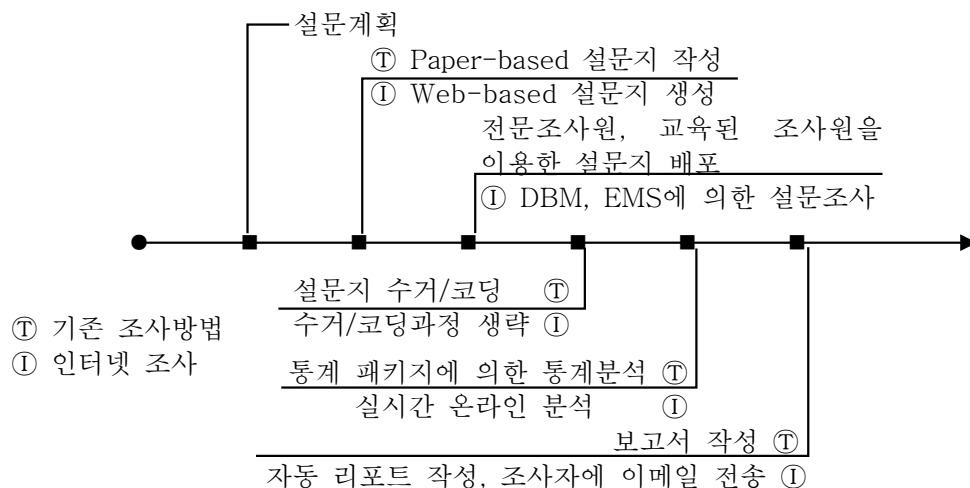 설문계획
Ⓣ Paper-based 설문지 작성
Ⓘ Web-based 설문지 생성
전문조사원, 교육된 조사원을
이용한 설문지 배포
Ⓘ DBM, EMS에 의한 설문조사
설문지 수거/코딩 Ⓣ
수거/코딩과정 생략 Ⓘ
Ⓣ 기존 조사방법
Ⓘ 인터넷 조사
통계 패키지에 의한 통계분석 Ⓣ
실시간 온라인 분석 Ⓘ
보고서 작성 Ⓣ
자동 리포트 작성, 조사자에 이메일 전송 Ⓘ